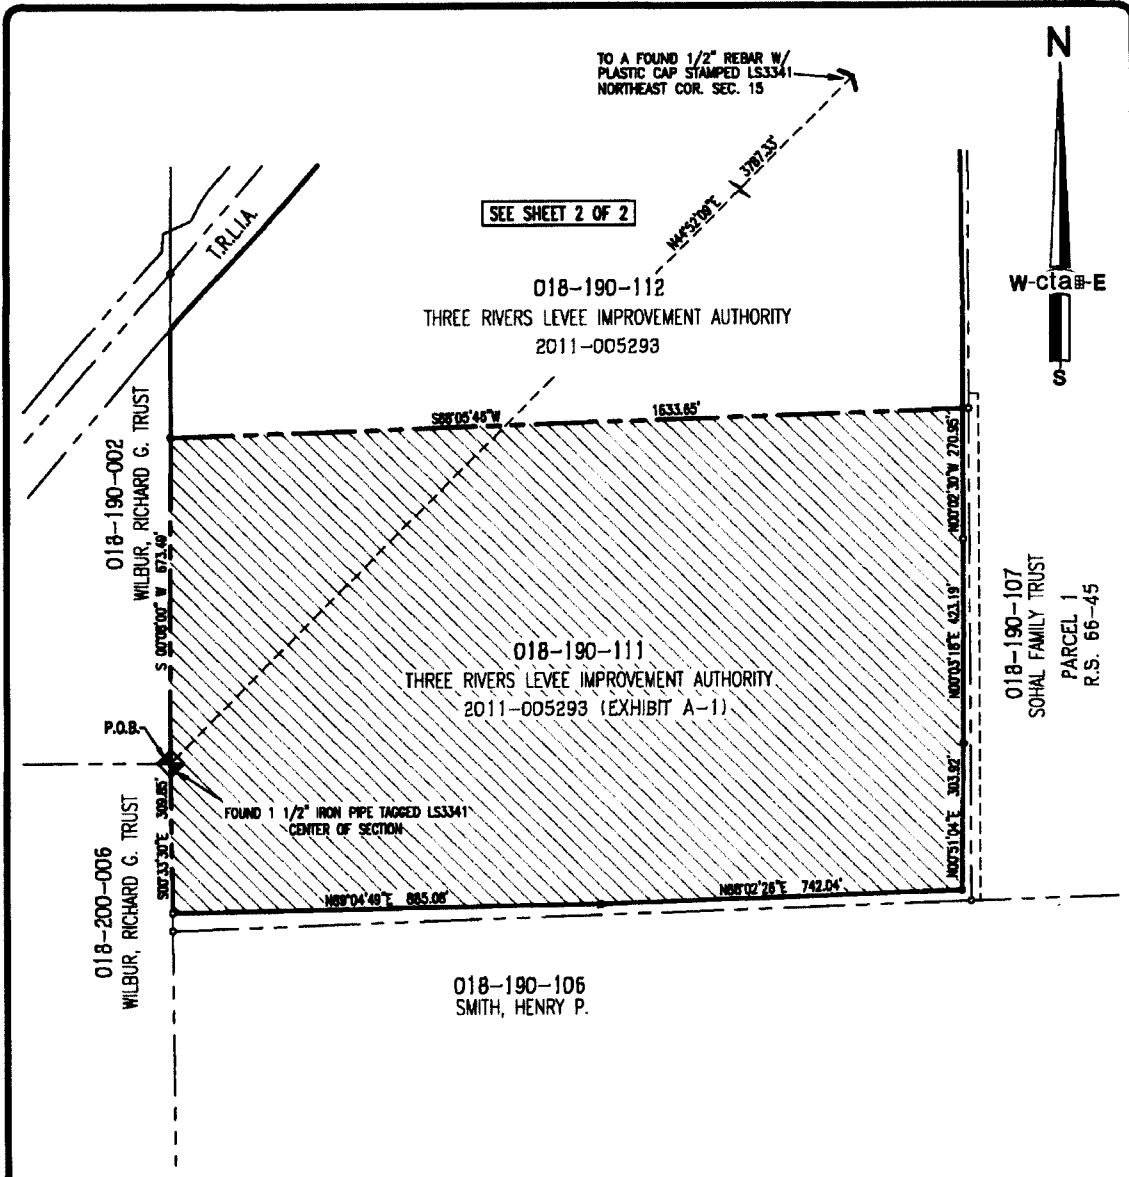 TO A FOUND 1/2" REBAR W/
PLASTIC CAP STAMPED LS3341
NORTHEAST COR. SEC. 15
N
W-cta-E
S
3787.33'
N44°52'09"E
T.R.L.I.A.
SEE SHEET 2 OF 2
018-190-112
THREE RIVERS LEVEE IMPROVEMENT AUTHORITY
2011-005293
S88°05'46"W 1633.65'
018-190-002
WILBUR, RICHARD G. TRUST
S 00°08'00" W 673.49'
N00°02'30"W 270.95'
N00°03'18"E 423.19'
N00°51'04"E 303.92'
018-190-107
SOHAL FAMILY TRUST
PARCEL 1
R.S. 66-45
018-190-111
THREE RIVERS LEVEE IMPROVEMENT AUTHORITY
2011-005293 (EXHIBIT A-1)
P.O.B.
FOUND 1 1/2" IRON PIPE TAGGED LS3341
CENTER OF SECTION
S00°33'30"E 309.85'
018-200-006
WILBUR, RICHARD G. TRUST
N89°04'49"E 885.06'
N88°02'26"E 742.04'
018-190-106
SMITH, HENRY P.